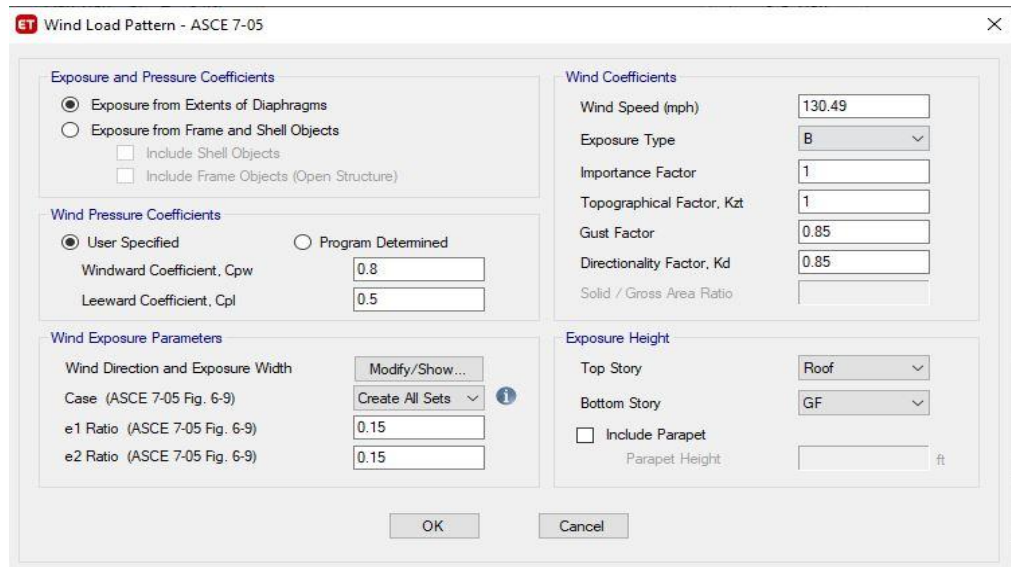 ET Wind Load Pattern - ASCE 7-05
Exposure and Pressure Coefficients
Exposure from Extents of Diaphragms
Exposure from Frame and Shell Objects
Include Shell Objects
Include Frame Objects (Open Structure)
Wind Pressure Coefficients
User Specified Program Determined
Windward Coefficient, Cpw 0.8
Leeward Coefficient, Cpl 0.5
Wind Exposure Parameters
Wind Direction and Exposure Width Modify/Show...
Case (ASCE 7-05 Fig. 6-9) Create All Sets
e1 Ratio (ASCE 7-05 Fig. 6-9) 0.15
e2 Ratio (ASCE 7-05 Fig. 6-9) 0.15
Wind Coefficients
Wind Speed (mph) 130.49
Exposure Type B
Importance Factor 1
Topographical Factor, Kzt 1
Gust Factor 0.85
Directionality Factor, Kd 0.85
Solid / Gross Area Ratio
Exposure Height
Top Story Roof
Bottom Story GF
Include Parapet
Parapet Height ft
OK Cancel